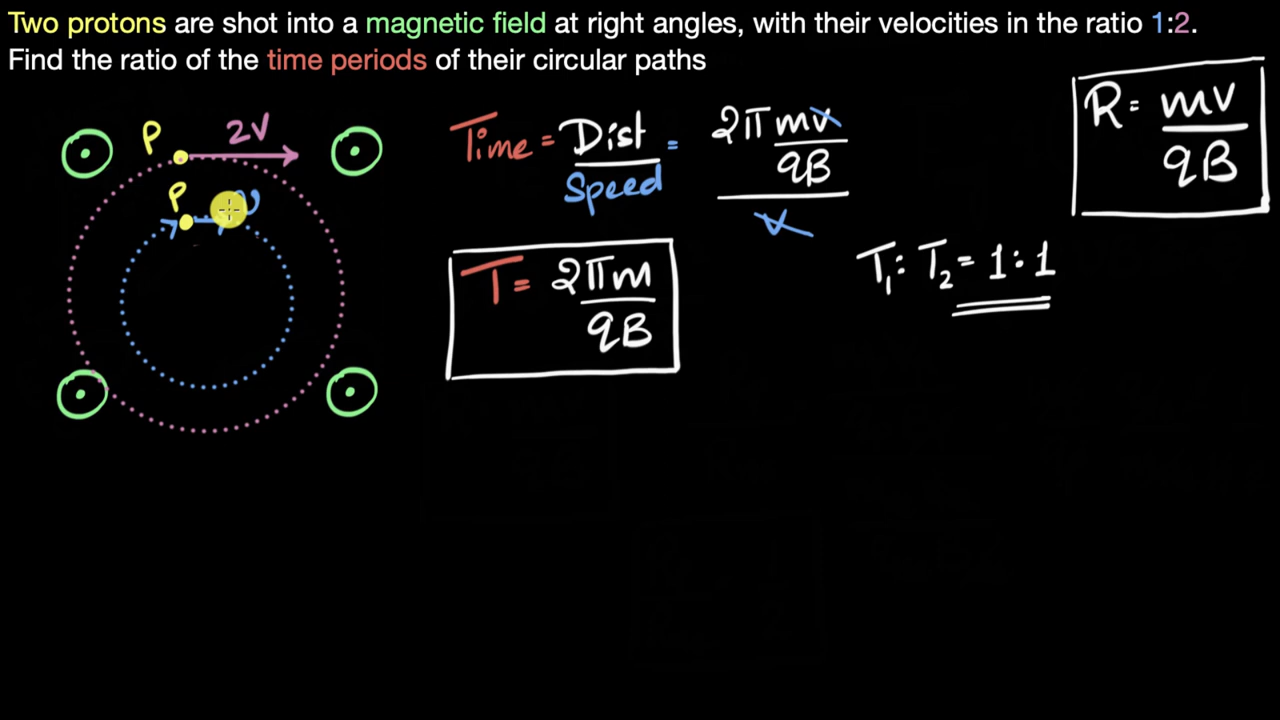 Two protons are shot into a magnetic field at right angles, with their velocities in the ratio 1:2.
Find the ratio of the time periods of their circular paths
R = mv/qB
P 2V
P
Time = Dist/Speed = 2πmv/qB/v
T = 2πm/qB
T₁ : T₂ = 1 : 1